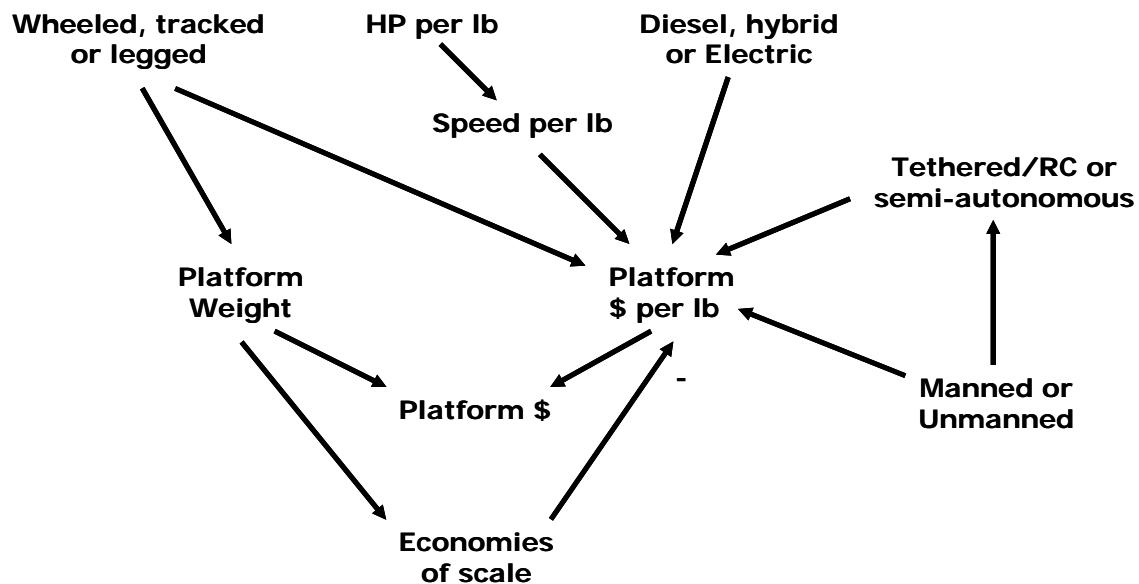 Wheeled, tracked
or legged
HP per lb
Diesel, hybrid
or Electric
Speed per lb
Tethered/RC or
semi-autonomous
Platform
Weight
Platform
$ per lb
-
Platform $
Manned or
Unmanned
Economies
of scale